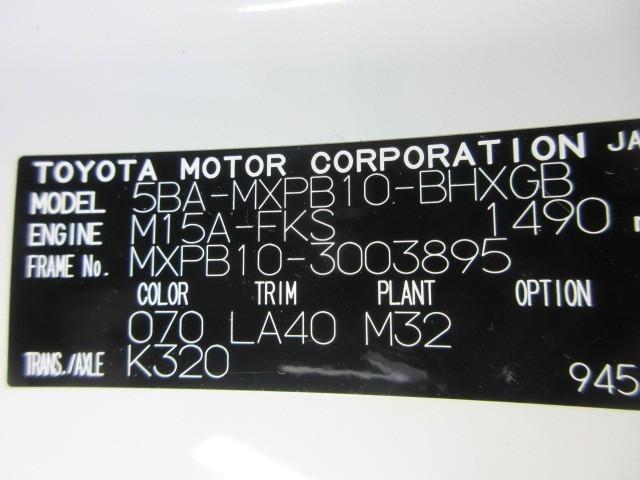 TOYOTA MOTOR CORPORATION JA
MODEL 5BA-MXPB10-BHXGB
ENGINE M15A-FKS 1490
FRAME No. MXPB10-3003895
COLOR TRIM PLANT OPTION
070 LA40 M32
TRANS./AXLE K320
945